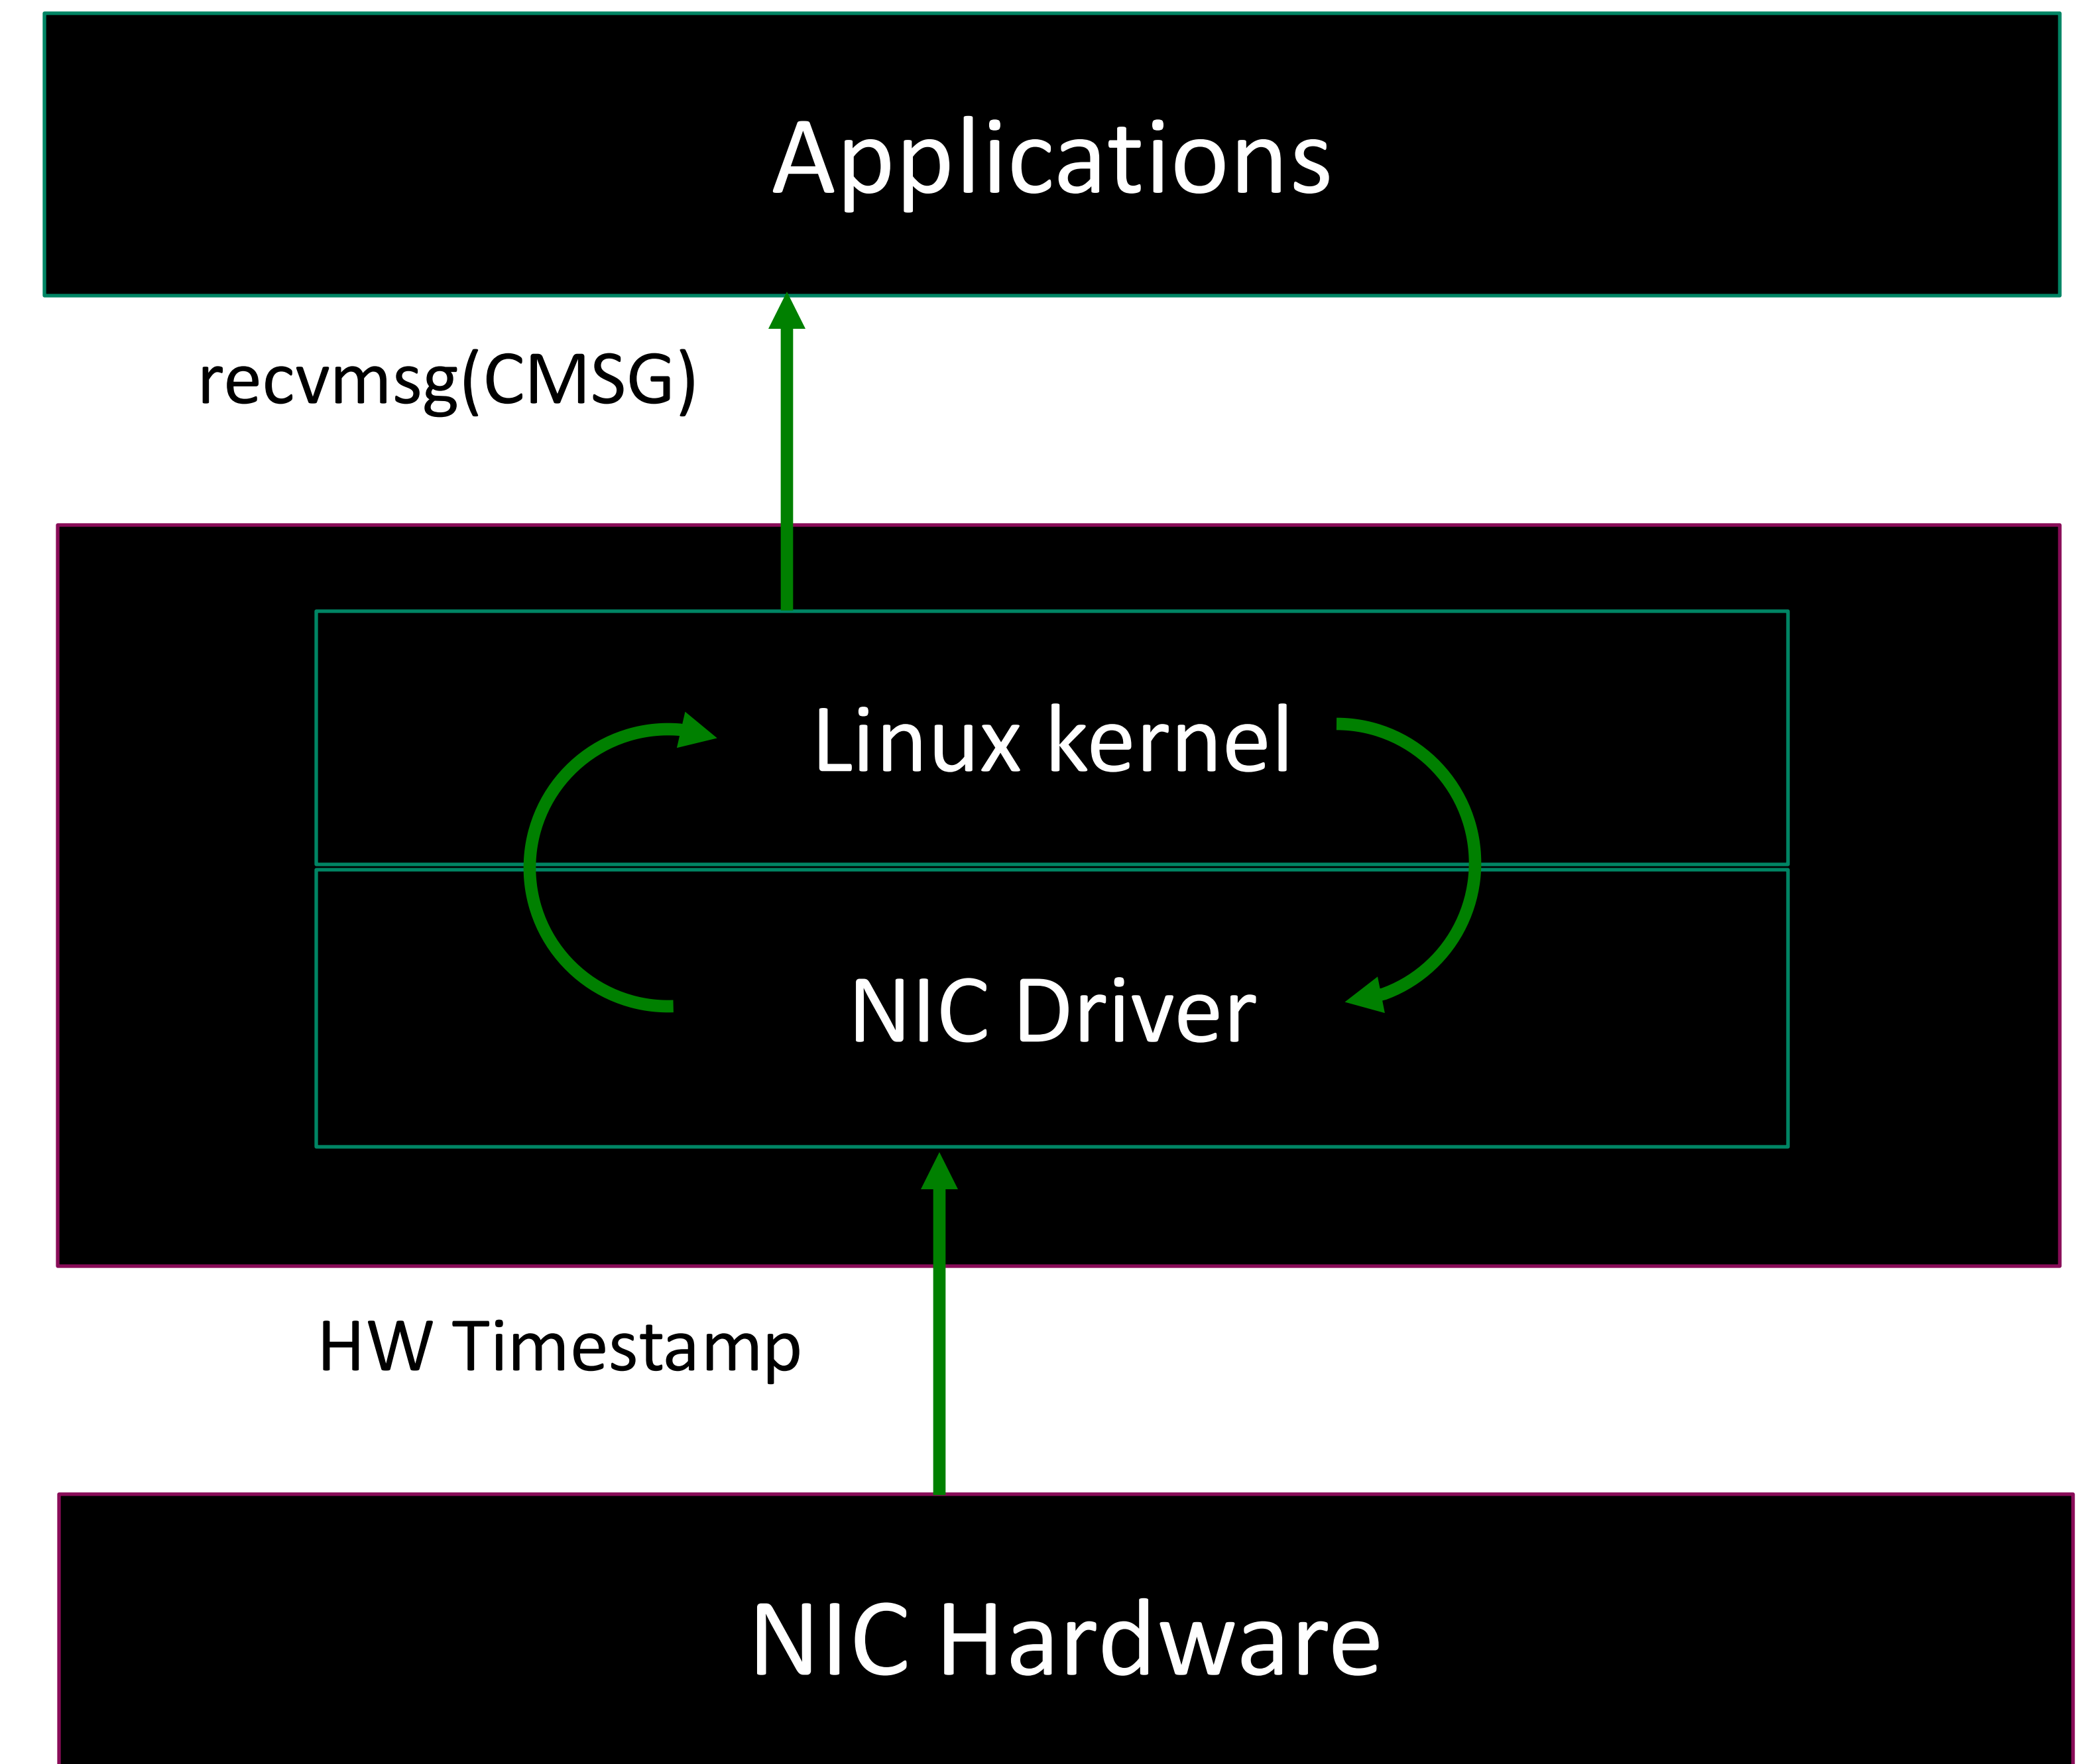 Applications
recvmsg(CMSG)
Linux kernel
NIC Driver
HW Timestamp
NIC Hardware